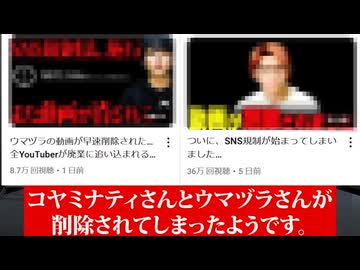 ウマヅラの動画が早速削除された...
全YouTuberが廃業に追い込まれる...
8.7万 回視聴・1 日前
ついに、SNS規制が始まってしまい
ました...
36万 回視聴・5 日前
コヤミナティさんとウマヅラさんが
削除されてしまったようです。